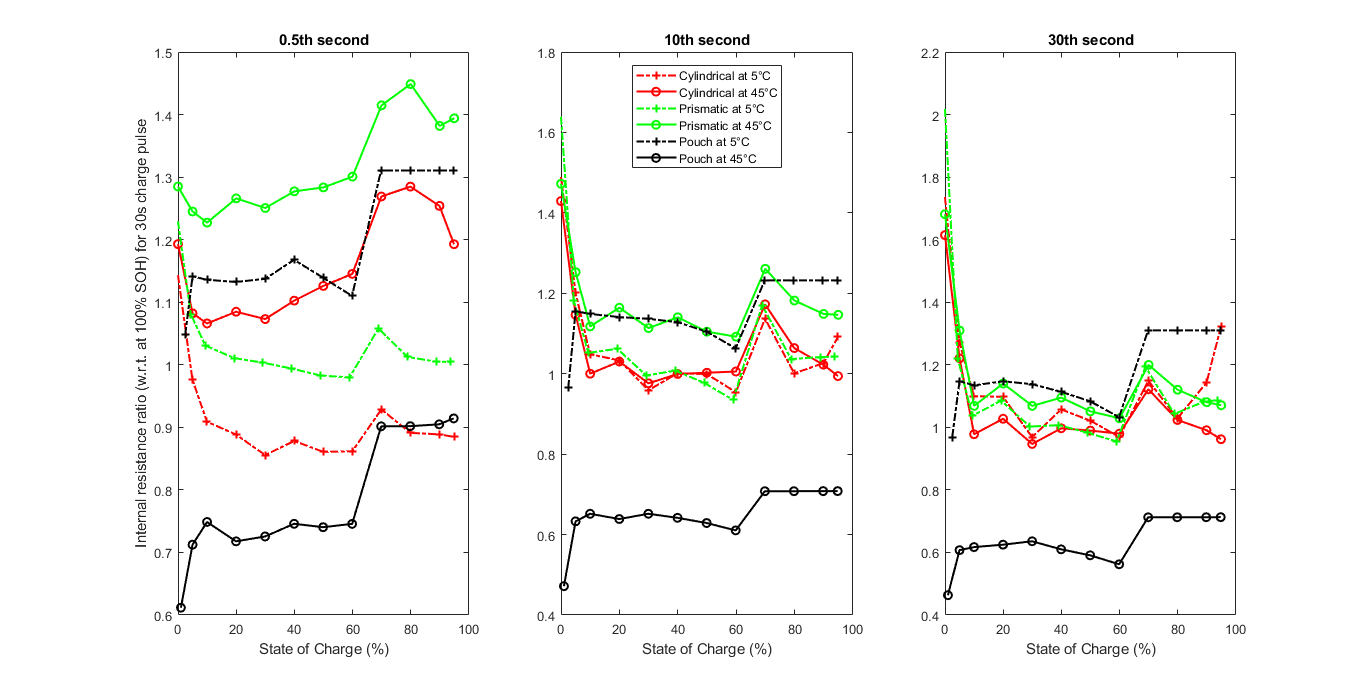 0.5th second
10th second
30th second
Internal resistance ratio (w.r.t. at 100% SOH) for 30s charge pulse
1.5
1.4
1.3
1.2
1.1
1
0.9
0.8
0.7
0.6
0 20 40 60 80 100
State of Charge (%)
1.8
1.6
1.4
1.2
1
0.8
0.6
0.4
0 20 40 60 80 100
State of Charge (%)
Cylindrical at 5°C
Cylindrical at 45°C
Prismatic at 5°C
Prismatic at 45°C
Pouch at 5°C
Pouch at 45°C
2.2
2
1.8
1.6
1.4
1.2
1
0.8
0.6
0.4
0 20 40 60 80 100
State of Charge (%)